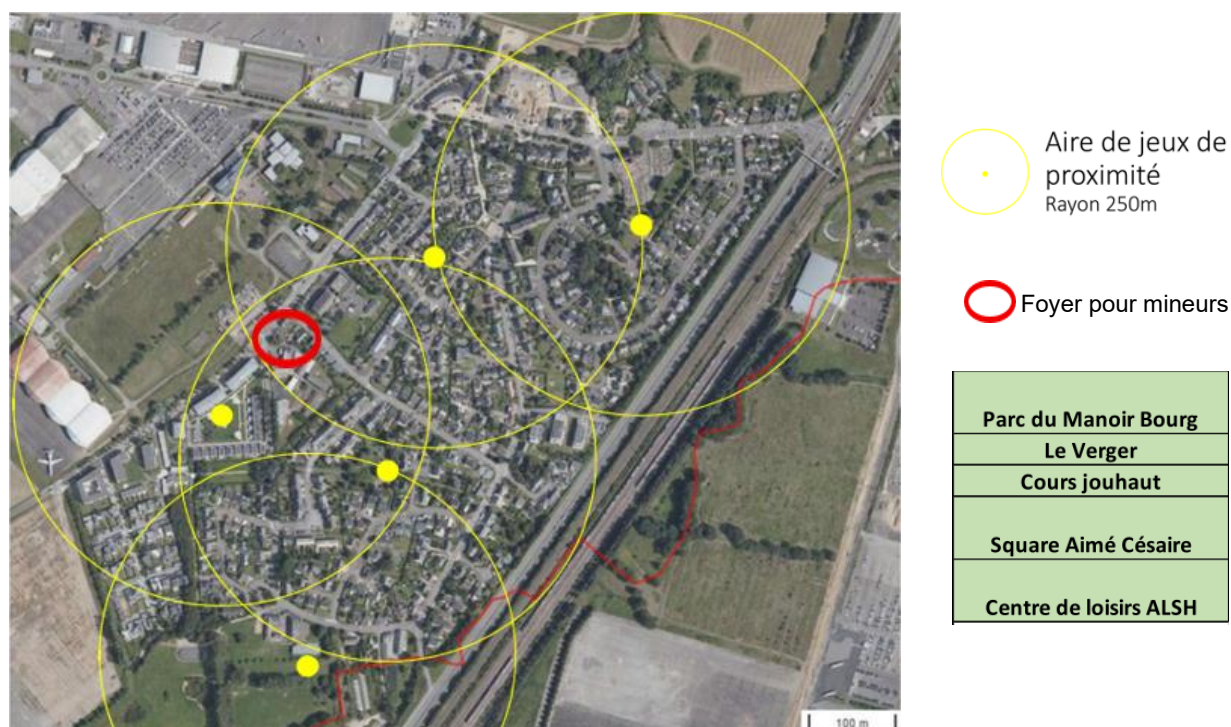 Aire de jeux de
proximité
Rayon 250m
Foyer pour mineurs
Parc du Manoir Bourg
Le Verger
Cours jouhaut
Square Aimé Césaire
Centre de loisirs ALSH
100 m